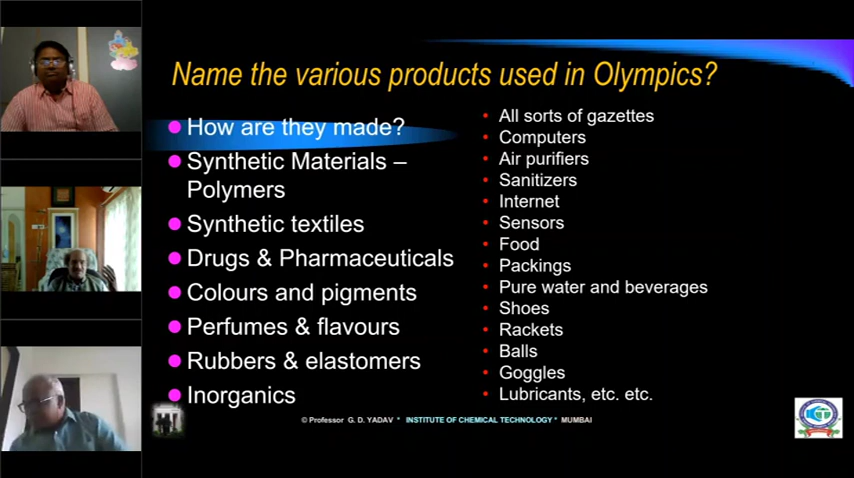 Name the various products used in Olympics?
How are they made?
Synthetic Materials –
Polymers
Synthetic textiles
Drugs & Pharmaceuticals
Colours and pigments
Perfumes & flavours
Rubbers & elastomers
Inorganics
All sorts of gazettes
Computers
Air purifiers
Sanitizers
Internet
Sensors
Food
Packings
Pure water and beverages
Shoes
Rackets
Balls
Goggles
Lubricants, etc. etc.
© Professor G. D. YADAV * INSTITUTE OF CHEMICAL TECHNOLOGY * MUMBAI